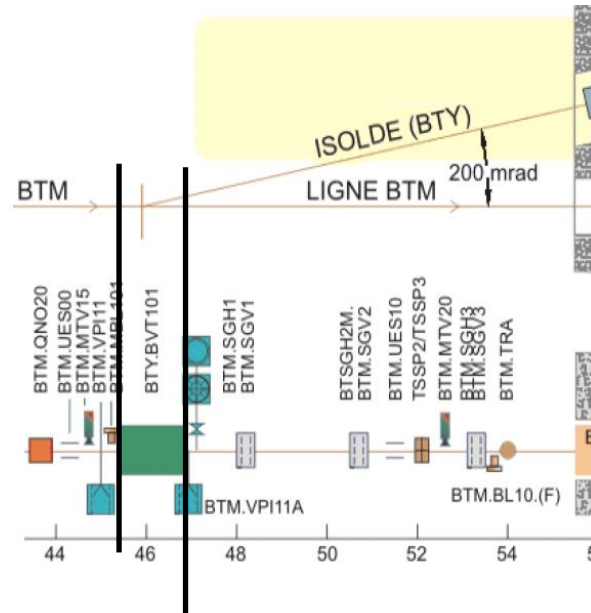 ISOLDE (BTY)
200 mrad
BTM
LIGNE BTM
BTM.QNO20
BTM.UES00
BTM.MTV15
BTM.VPI11
BTM.MBL101
BTY.BVT101
BTM.SGH1
BTM.SGV1
BTSGH2M.
BTM.SGV2
BTM.UES10
TSSP2/TSSP3
BTM.MTV20
BTM.SGH3
BTM.SGV3
BTM.TRA
BTM.BL10.(F)
BTM.VPI11A
44
46
48
50
52
54